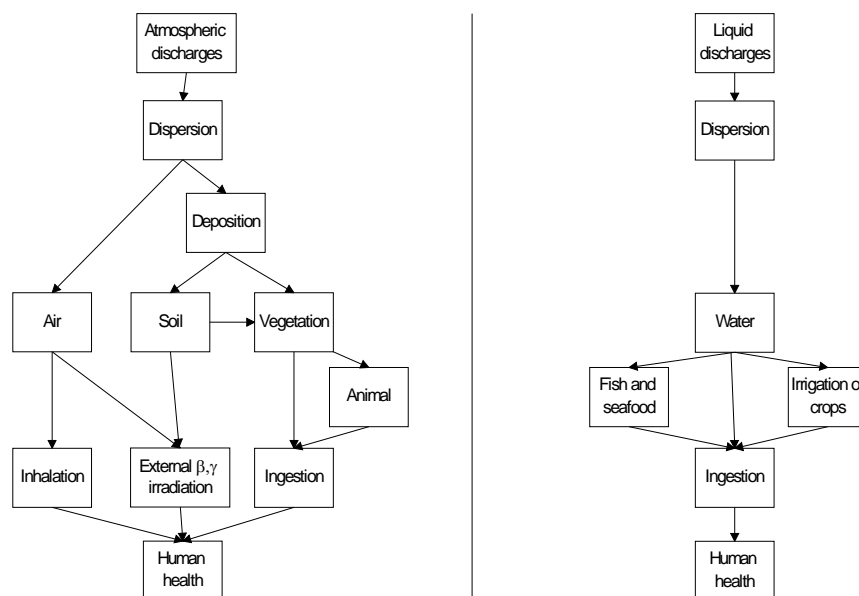 Atmospheric
discharges
Dispersion
Deposition
Air
Soil
Vegetation
Animal
Inhalation
External β,γ
irradiation
Ingestion
Human
health
Liquid
discharges
Dispersion
Water
Fish and
seafood
Irrigation o
crops
Ingestion
Human
health